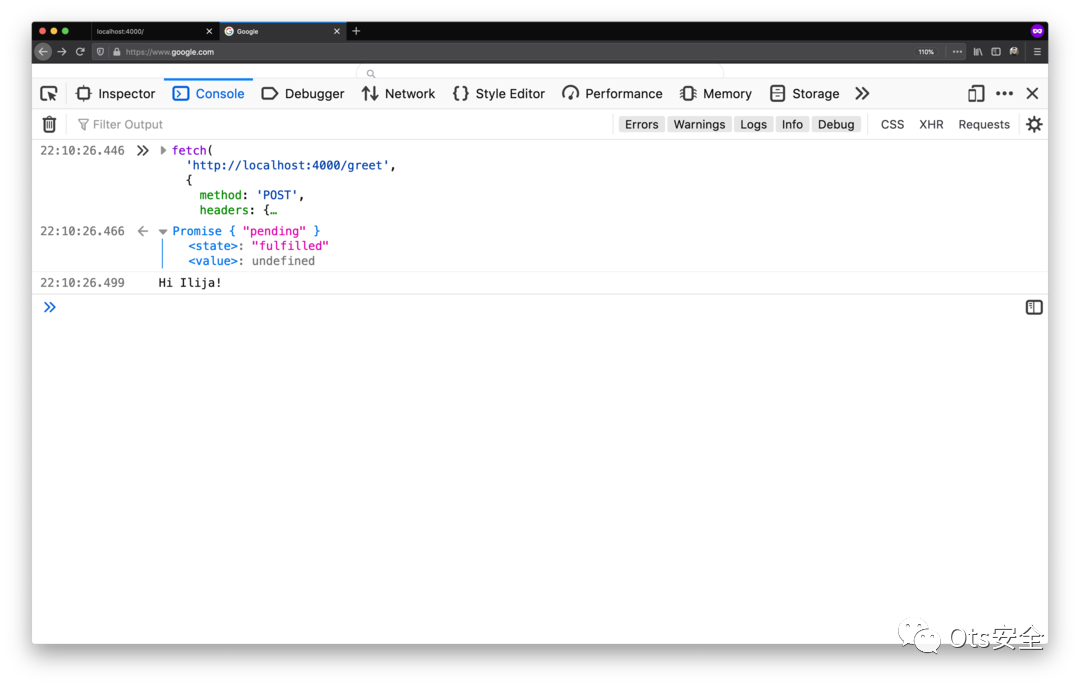 localhost:4000/
Google
https://www.google.com
110%
Inspector
Console
Debugger
Network
Style Editor
Performance
Memory
Storage
Filter Output
Errors
Warnings
Logs
Info
Debug
CSS
XHR
Requests
22:10:26.446 fetch(
'http://localhost:4000/greet',
{
method: 'POST',
headers: {…
22:10:26.466 Promise { "pending" }
<state>: "fulfilled"
<value>: undefined
22:10:26.499 Hi Ilija!
Ots安全